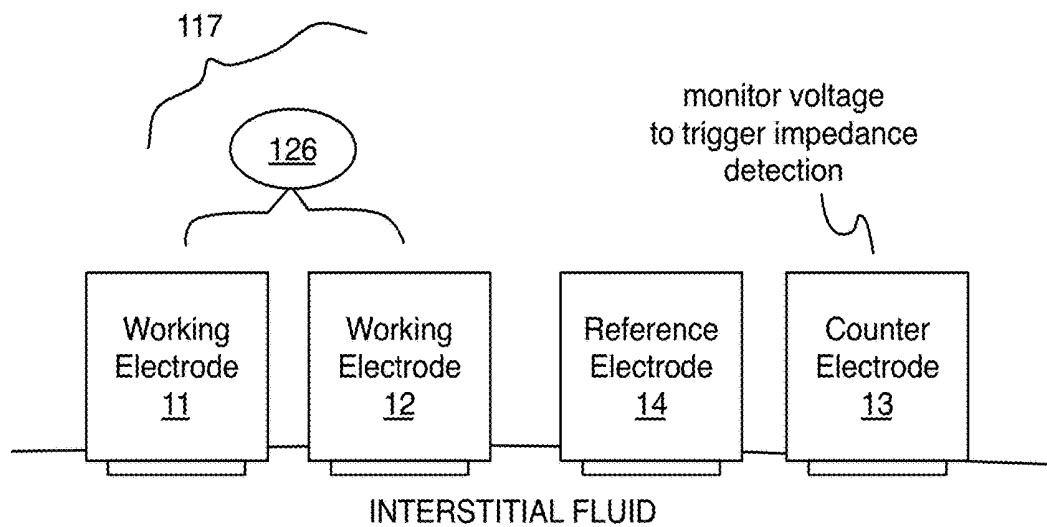 117
126
monitor voltage
to trigger impedance
detection
Working
Electrode
11
Working
Electrode
12
Reference
Electrode
14
Counter
Electrode
13
INTERSTITIAL FLUID